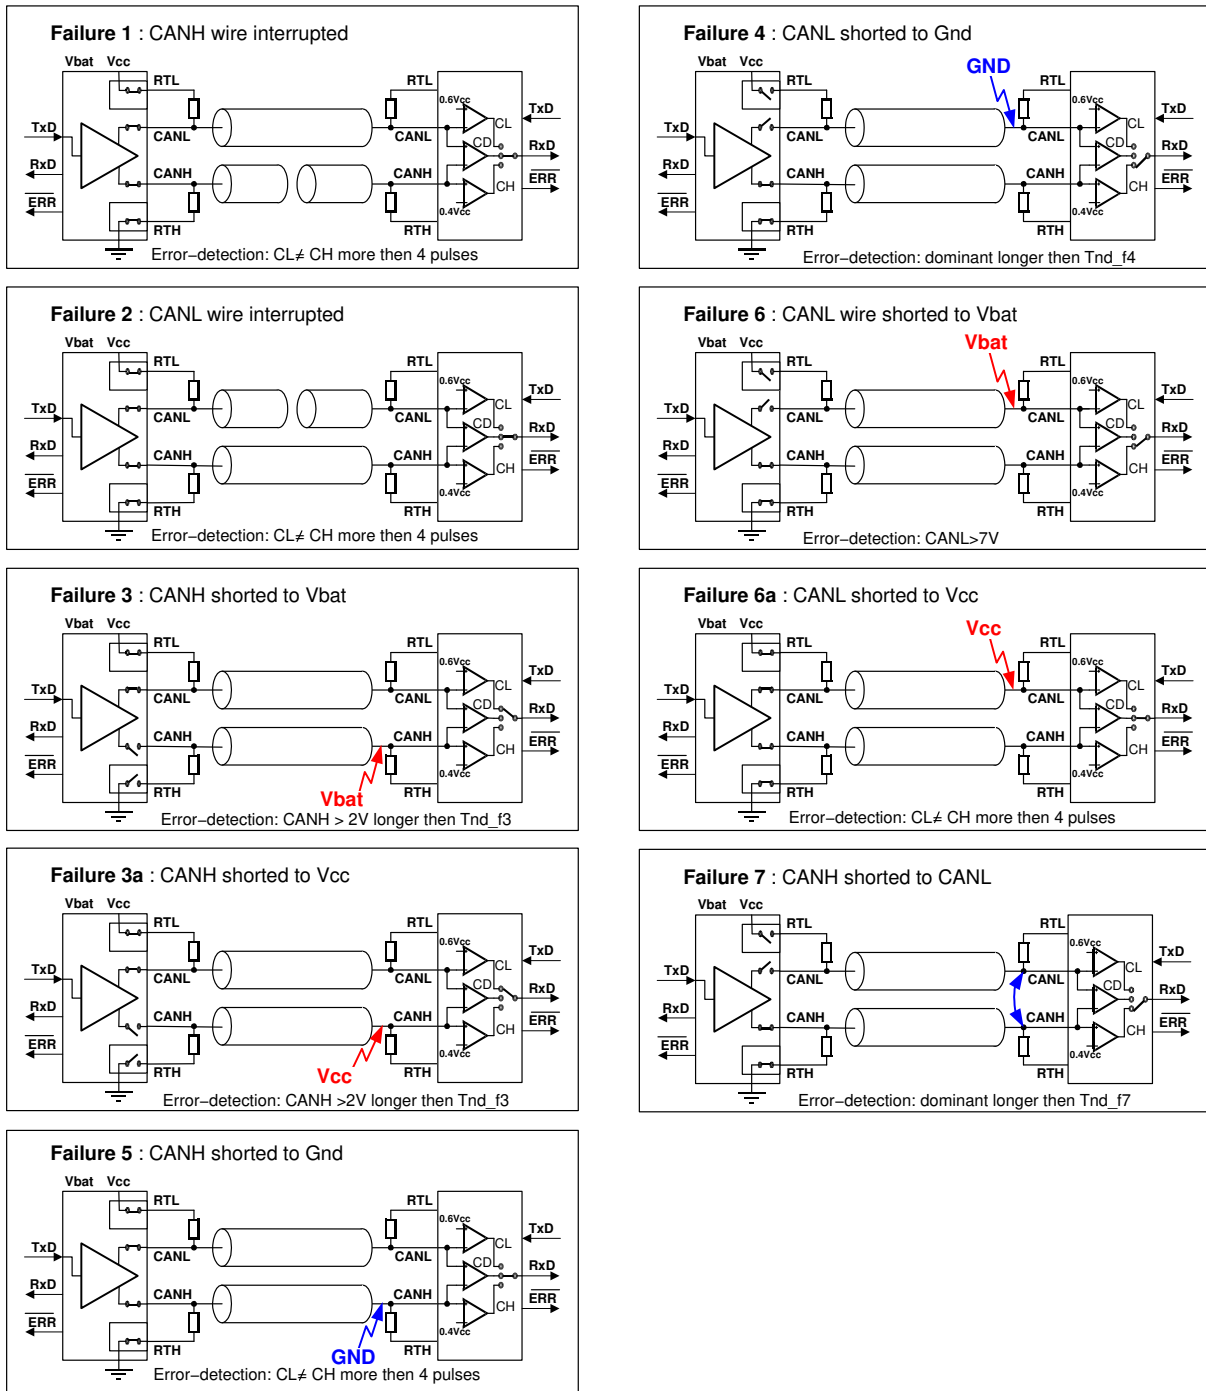 Failure 1 : CANH wire interrupted
Vbat Vcc
RTL RTL
0.6Vcc
TxD TxD
CL
CANL CANL CD
RxD RxD
CANH CANH
CH
ERR ERR
0.4Vcc
RTH RTH
Error−detection: CL≠ CH more then 4 pulses
Failure 2 : CANL wire interrupted
Vbat Vcc
RTL RTL
0.6Vcc
TxD TxD
CL
CANL CANL CD
RxD RxD
CANH CANH
CH
ERR ERR
0.4Vcc
RTH RTH
Error−detection: CL≠ CH more then 4 pulses
Failure 3 : CANH shorted to Vbat
Vbat Vcc
RTL RTL
0.6Vcc
TxD TxD
CL
CANL CANL CD
RxD RxD
CANH CANH
CH
ERR ERR
0.4Vcc
RTH Vbat RTH
Error−detection: CANH > 2V longer then Tnd_f3
Failure 3a : CANH shorted to Vcc
Vbat Vcc
RTL RTL
0.6Vcc
TxD TxD
CL
CANL CANL CD
RxD RxD
CANH CANH
CH
ERR ERR
0.4Vcc
RTH Vcc RTH
Error−detection: CANH >2V longer then Tnd_f3
Failure 5 : CANH shorted to Gnd
Vbat Vcc
RTL RTL
0.6Vcc
TxD TxD
CL
CANL CANL CD
RxD RxD
CANH CANH
CH
ERR ERR
0.4Vcc
RTH GND RTH
Error−detection: CL≠ CH more then 4 pulses
Failure 4 : CANL shorted to Gnd
Vbat Vcc GND
RTL RTL
0.6Vcc
TxD TxD
CL
CANL CANL CD
RxD RxD
CANH CANH
CH
ERR ERR
0.4Vcc
RTH RTH
Error−detection: dominant longer then Tnd_f4
Failure 6 : CANL wire shorted to Vbat
Vbat Vcc Vbat
RTL RTL
0.6Vcc
TxD TxD
CL
CANL CANL CD
RxD RxD
CANH CANH
CH
ERR ERR
0.4Vcc
RTH RTH
Error−detection: CANL>7V
Failure 6a : CANL shorted to Vcc
Vbat Vcc Vcc
RTL RTL
0.6Vcc
TxD TxD
CL
CANL CANL CD
RxD RxD
CANH CANH
CH
ERR ERR
0.4Vcc
RTH RTH
Error−detection: CL≠ CH more then 4 pulses
Failure 7 : CANH shorted to CANL
Vbat Vcc
RTL RTL
0.6Vcc
TxD TxD
CL
CANL CANL CD
RxD RxD
CANH CANH
CH
ERR ERR
0.4Vcc
RTH RTH
Error−detection: dominant longer then Tnd_f7